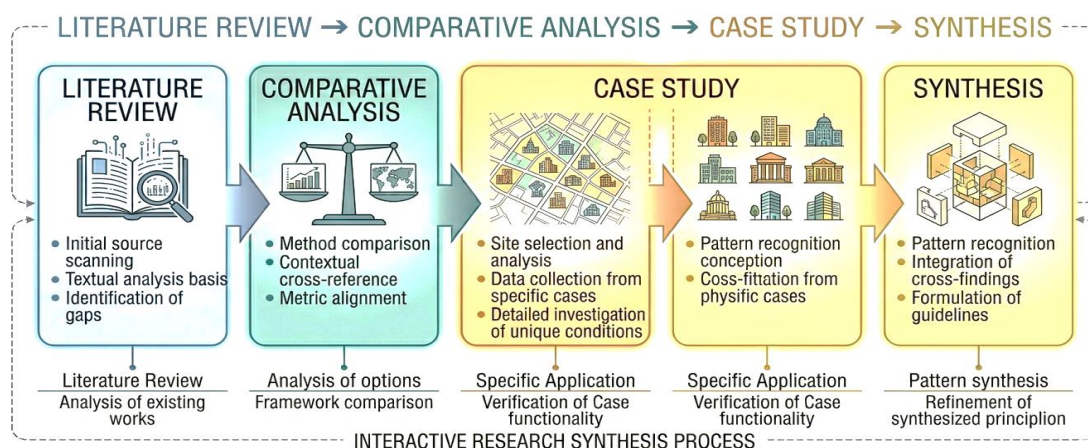 LITERATURE REVIEW → COMPARATIVE ANALYSIS → CASE STUDY → SYNTHESIS
LITERATURE
REVIEW
• Initial source
scanning
• Textual analysis basis
• Identification of
gaps
Literature Review
Analysis of existing
works
COMPARATIVE
ANALYSIS
• Method comparison
• Contextual
cross-reference
• Metric alignment
Analysis of options
Framework comparison
CASE STUDY
• Site selection and
analysis
• Data collection from
specific cases
• Detailed investigation
of unique conditions
Specific Application
Verification of Case
functionality
• Pattern recognition
conception
• Coss-fittation from
physific cases
Specific Application
Verification of Case
functionality
SYNTHESIS
• Pattern recognition
• Integration of
cross-findings
• Formulation of
guidelines
Pattern synthesis
Refinement of
synthesized principlion
INTERACTIVE RESEARCH SYNTHESIS PROCESS